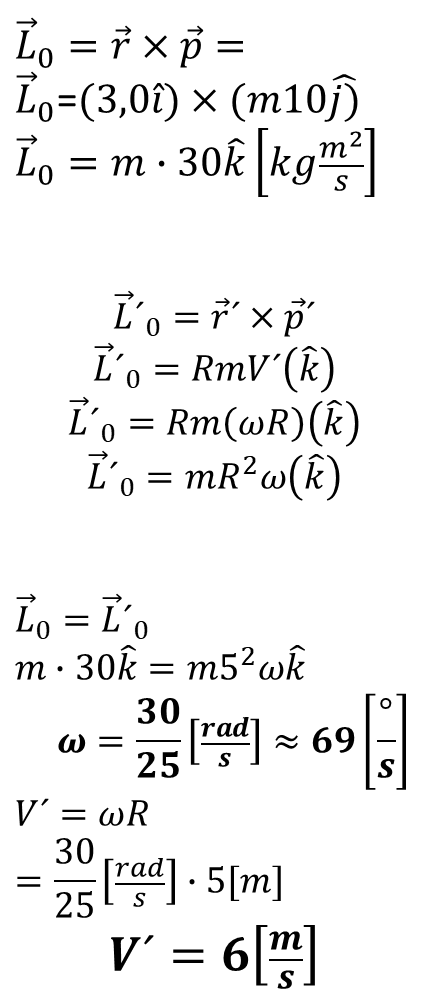 L⃗₀ = r⃗ × p⃗ =
L⃗₀=(3,0î) × (m10ĵ)
L⃗₀ = m · 30k̂ [kg m²/s]
L⃗´₀ = r⃗´ × p⃗´
L⃗´₀ = RmV´(k̂)
L⃗´₀ = Rm(ωR)(k̂)
L⃗´₀ = mR²ω(k̂)
L⃗₀ = L⃗´₀
m · 30k̂ = m5²ωk̂
ω = 30/25 [rad/s] ≈ 69 [°/s]
V´ = ωR
= 30/25 [rad/s] · 5[m]
V´ = 6[m/s]